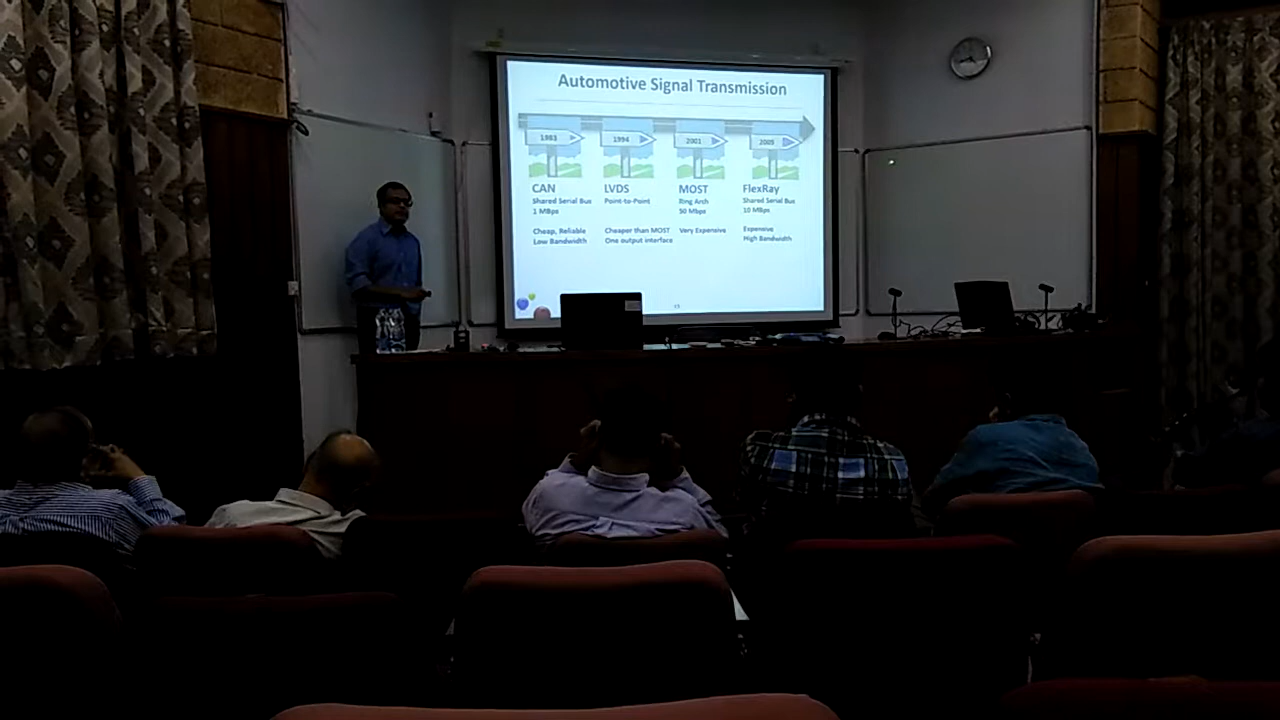 Automotive Signal Transmission
1983 1994 2001 2005
CAN LVDS MOST FlexRay
Shared Serial Bus Point-to-Point Ring Arch Shared Serial Bus
1 MBps 50 Mbps 10 MBps
Cheap, Reliable Cheaper than MOST Very Expensive Expensive
Low Bandwidth One output interface High Bandwidth